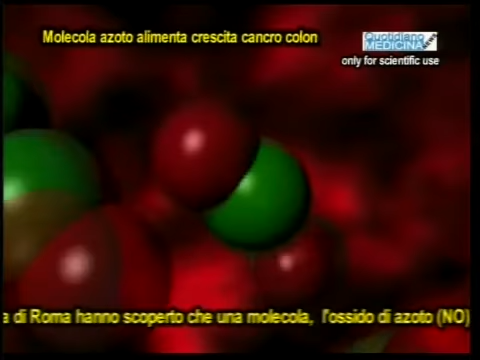 Molecola azoto alimenta crescita cancro colon
Quotidiano
MEDICINA
only for scientific use
a di Roma hanno scoperto che una molecola, l'ossido di azoto (NO)